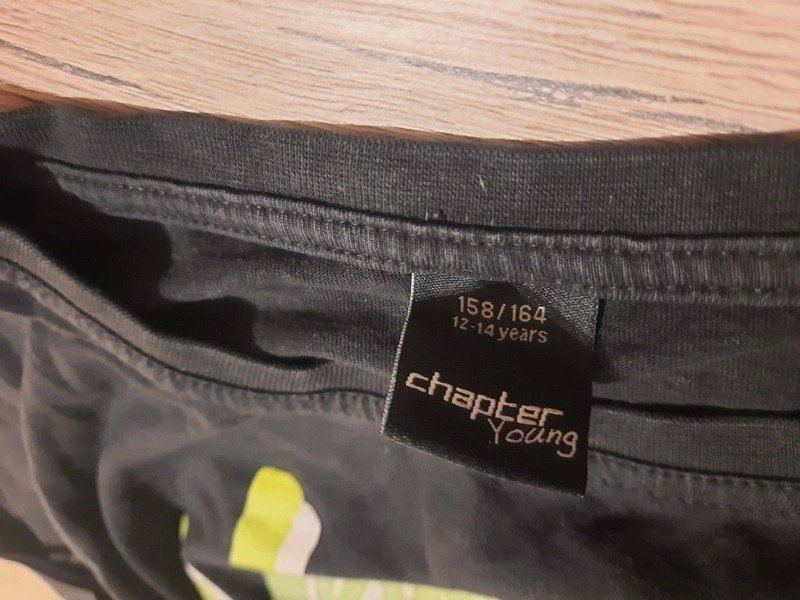 158/164
12-14 years
chapter
Young